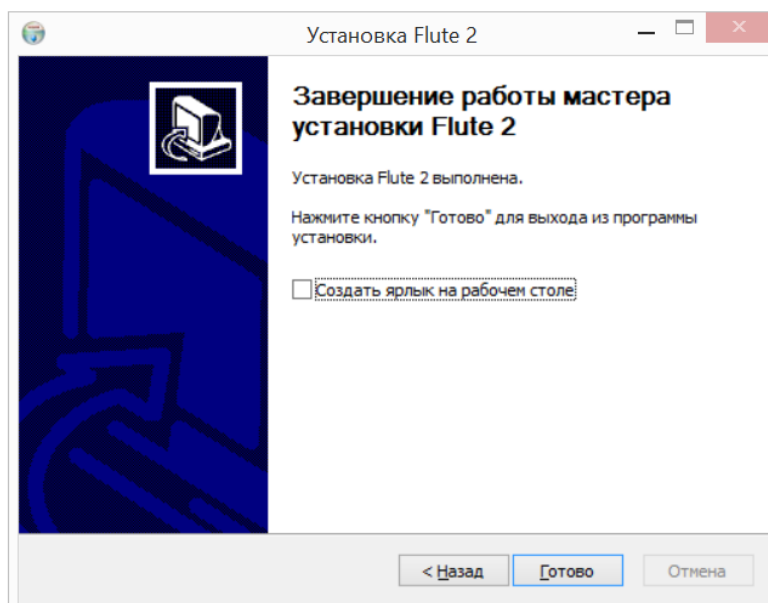 Установка Flute 2
Завершение работы мастера
установки Flute 2
Установка Flute 2 выполнена.
Нажмите кнопку "Готово" для выхода из программы
установки.
Создать ярлык на рабочем столе
< Назад Готово Отмена